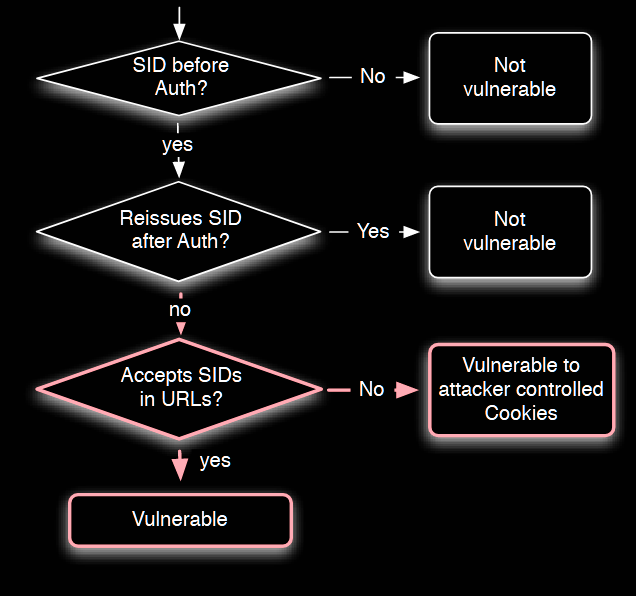 SID before
Auth?
No
Not
vulnerable
yes
Reissues SID
after Auth?
Yes
Not
vulnerable
no
Accepts SIDs
in URLs?
No
Vulnerable to
attacker controlled
Cookies
yes
Vulnerable